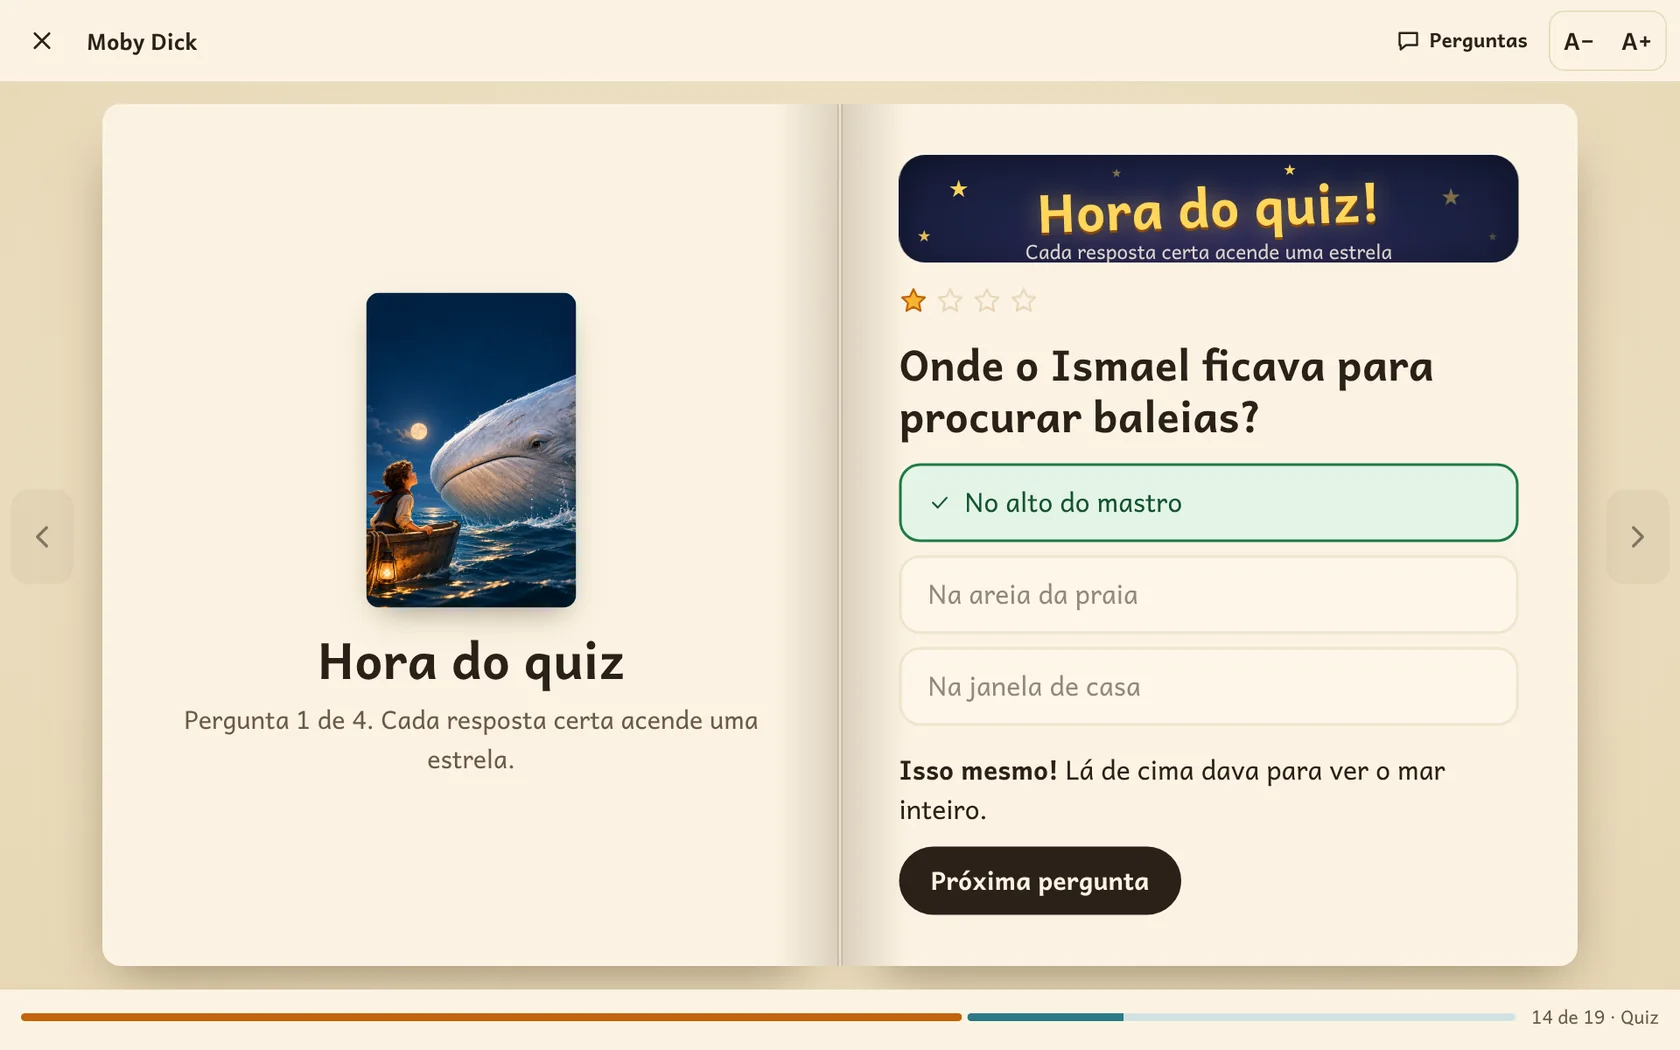 Moby Dick
Perguntas
A−
A+
Hora do quiz
Pergunta 1 de 4. Cada resposta certa acende uma
estrela.
Hora do quiz!
Cada resposta certa acende uma estrela
Onde o Ismael ficava para
procurar baleias?
No alto do mastro
Na areia da praia
Na janela de casa
Isso mesmo! Lá de cima dava para ver o mar
inteiro.
Próxima pergunta
14 de 19 · Quiz